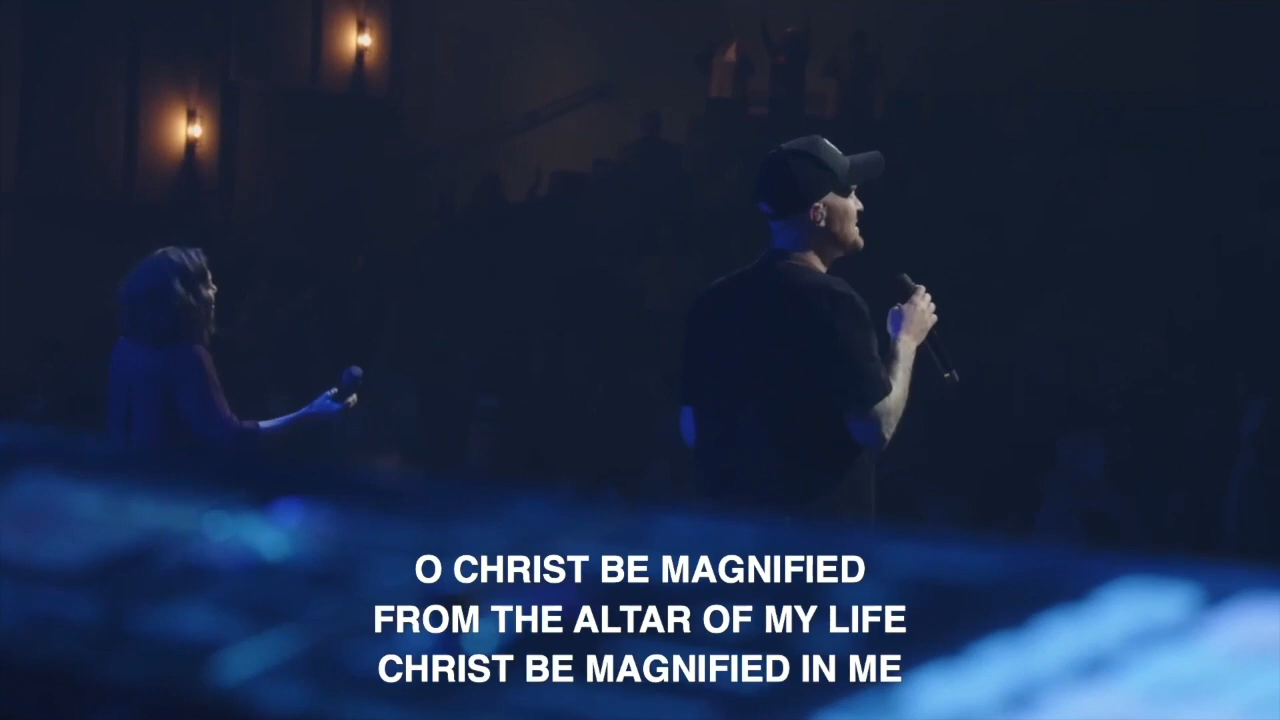 O CHRIST BE MAGNIFIED
FROM THE ALTAR OF MY LIFE
CHRIST BE MAGNIFIED IN ME